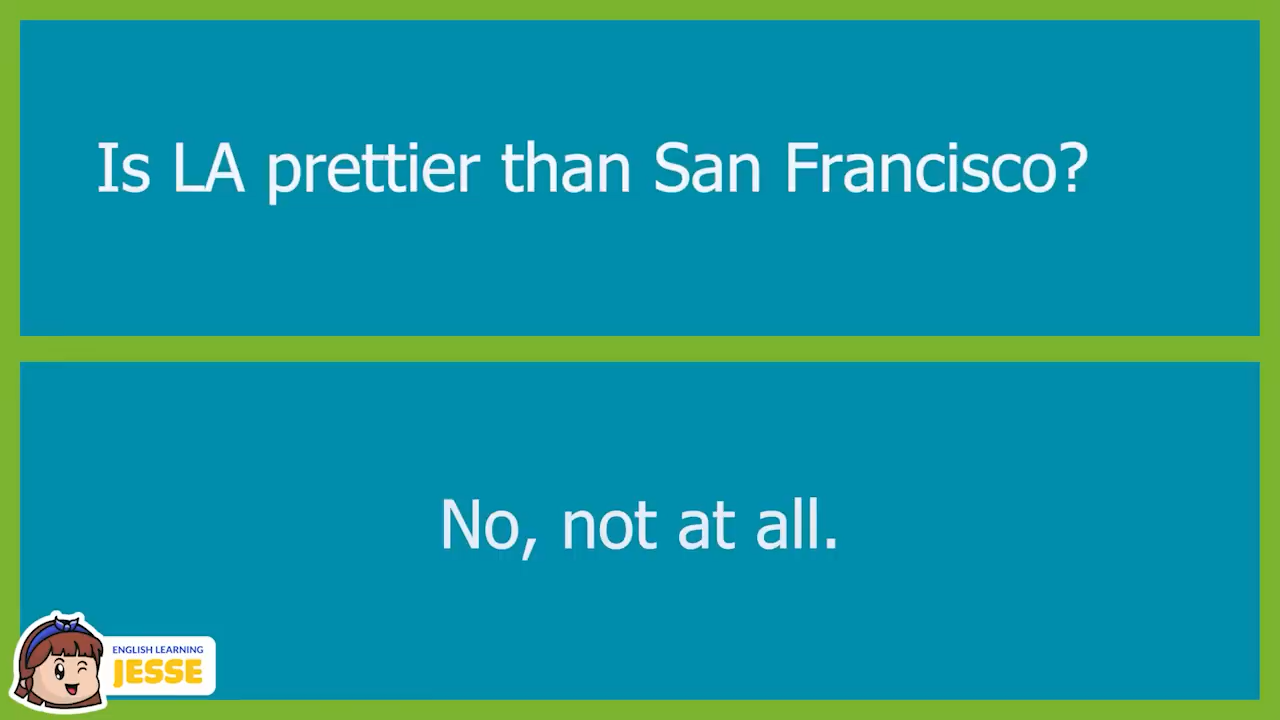 Is LA prettier than San Francisco?
No, not at all.
ENGLISH LEARNING
JESSE